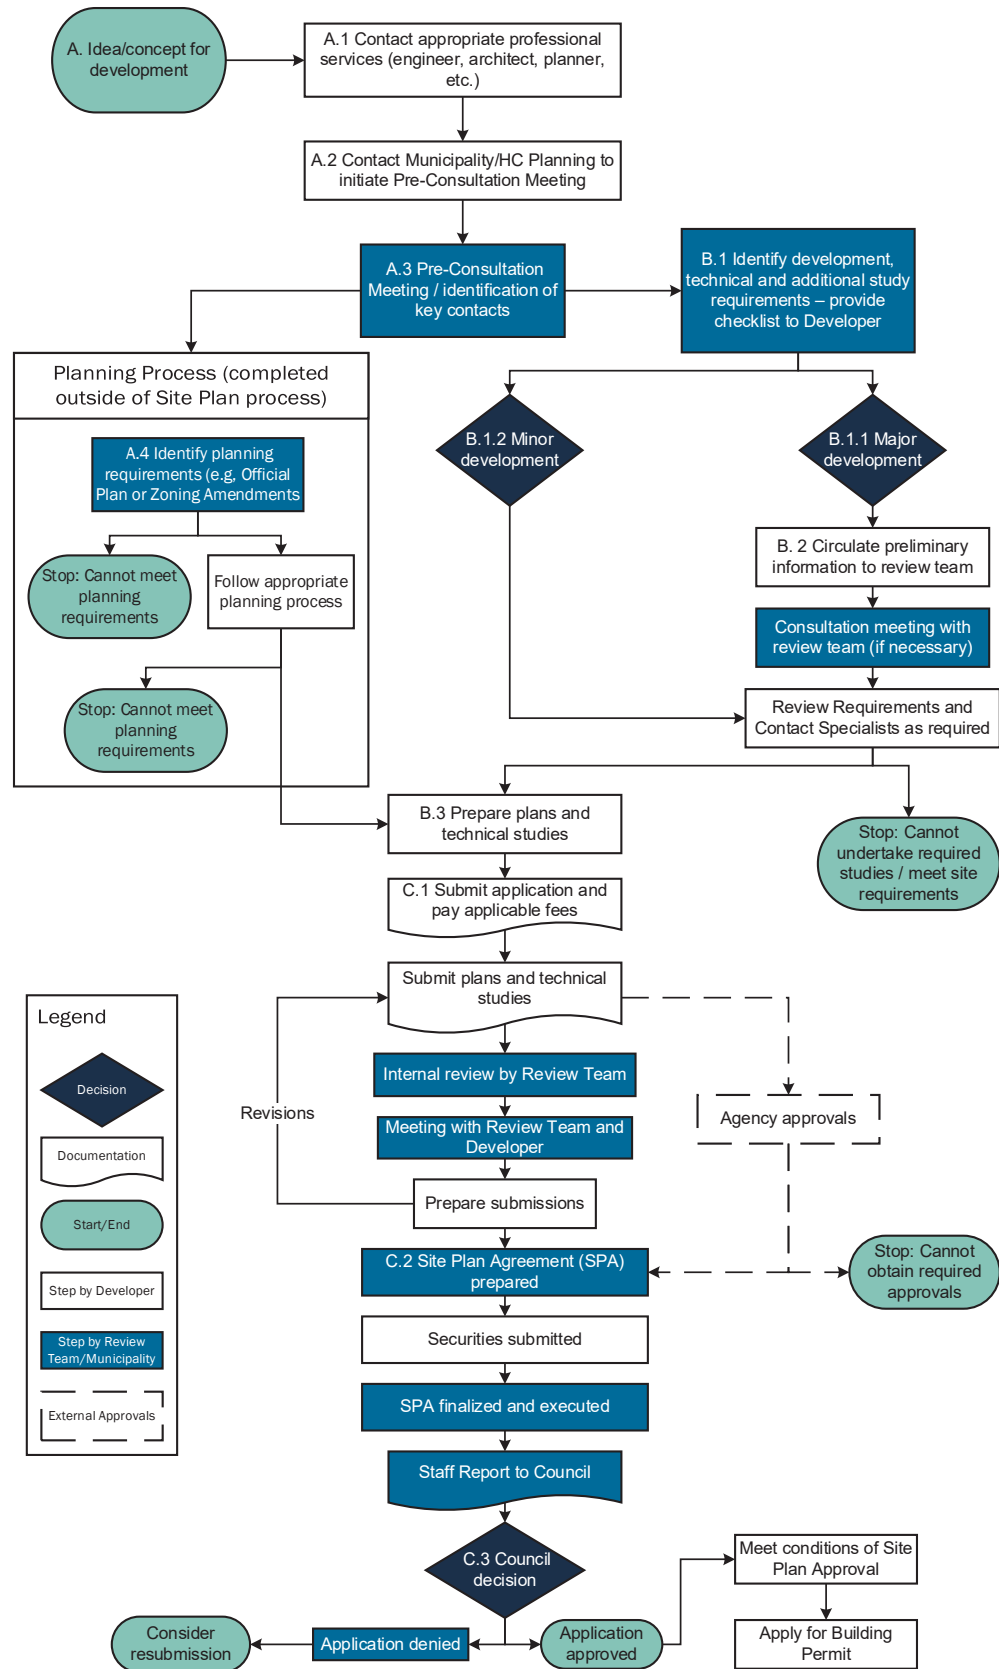 A. Idea/concept for
development
A.1 Contact appropriate professional
services (engineer, architect, planner,
etc.)
A.2 Contact Municipality/HC Planning to
initiate Pre-Consultation Meeting
A.3 Pre-Consultation
Meeting / identification of
key contacts
B.1 Identify development,
technical and additional study
requirements – provide
checklist to Developer
Planning Process (completed
outside of Site Plan process)
A.4 Identify planning
requirements (e.g, Official
Plan or Zoning Amendments
Stop: Cannot meet
planning
requirements
Follow appropriate
planning process
Stop: Cannot meet
planning
requirements
B.1.2 Minor
development
B.1.1 Major
development
B. 2 Circulate preliminary
information to review team
Consultation meeting with
review team (if necessary)
Review Requirements and
Contact Specialists as required
B.3 Prepare plans and
technical studies
Stop: Cannot
undertake required
studies / meet site
requirements
C.1 Submit application and
pay applicable fees
Submit plans and technical
studies
Internal review by Review Team
Meeting with Review Team and
Developer
Revisions
Agency approvals
Prepare submissions
C.2 Site Plan Agreement (SPA)
prepared
Stop: Cannot
obtain required
approvals
Securities submitted
SPA finalized and executed
Staff Report to Council
C.3 Council
decision
Meet conditions of Site
Plan Approval
Consider
resubmission
Application denied
Application
approved
Apply for Building
Permit
Legend
Decision
Documentation
Start/End
Step by Developer
Step by Review
Team/Municipality
External Approvals